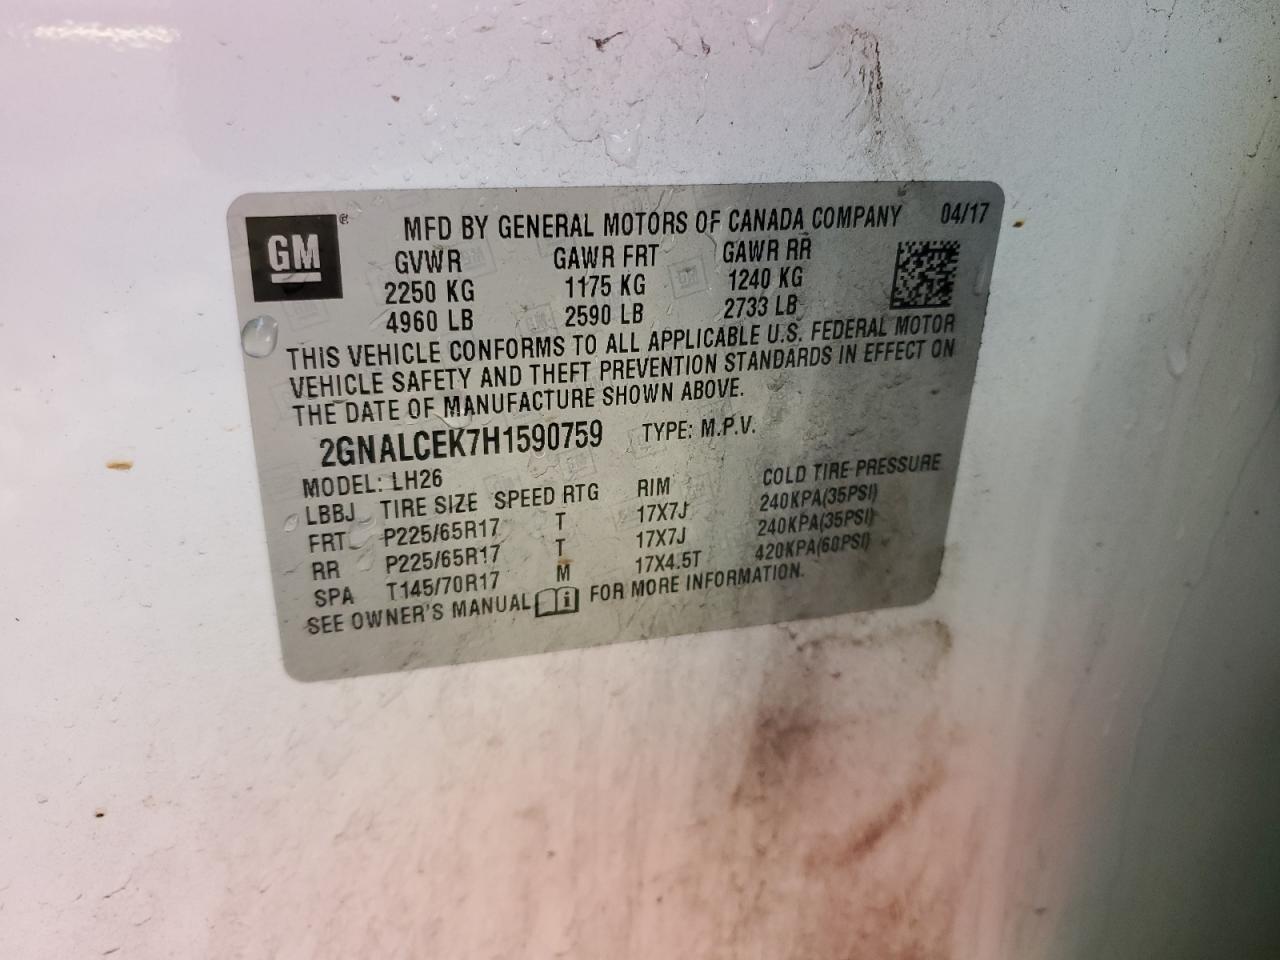 GM ® MFD BY GENERAL MOTORS OF CANADA COMPANY 04/17
GVWR GAWR FRT GAWR RR
2250 KG 1175 KG 1240 KG
4960 LB 2590 LB 2733 LB
THIS VEHICLE CONFORMS TO ALL APPLICABLE U.S. FEDERAL MOTOR
VEHICLE SAFETY AND THEFT PREVENTION STANDARDS IN EFFECT ON
THE DATE OF MANUFACTURE SHOWN ABOVE.
2GNALCEK7H1590759 TYPE: M.P.V.
MODEL: LH26
LBBJ TIRE SIZE SPEED RTG RIM COLD TIRE PRESSURE
FRT P225/65R17 T 17X7J 240KPA(35PSI)
RR P225/65R17 T 17X7J 240KPA(35PSI)
SPA T145/70R17 M 17X4.5T 420KPA(60PSI)
SEE OWNER'S MANUAL i FOR MORE INFORMATION.